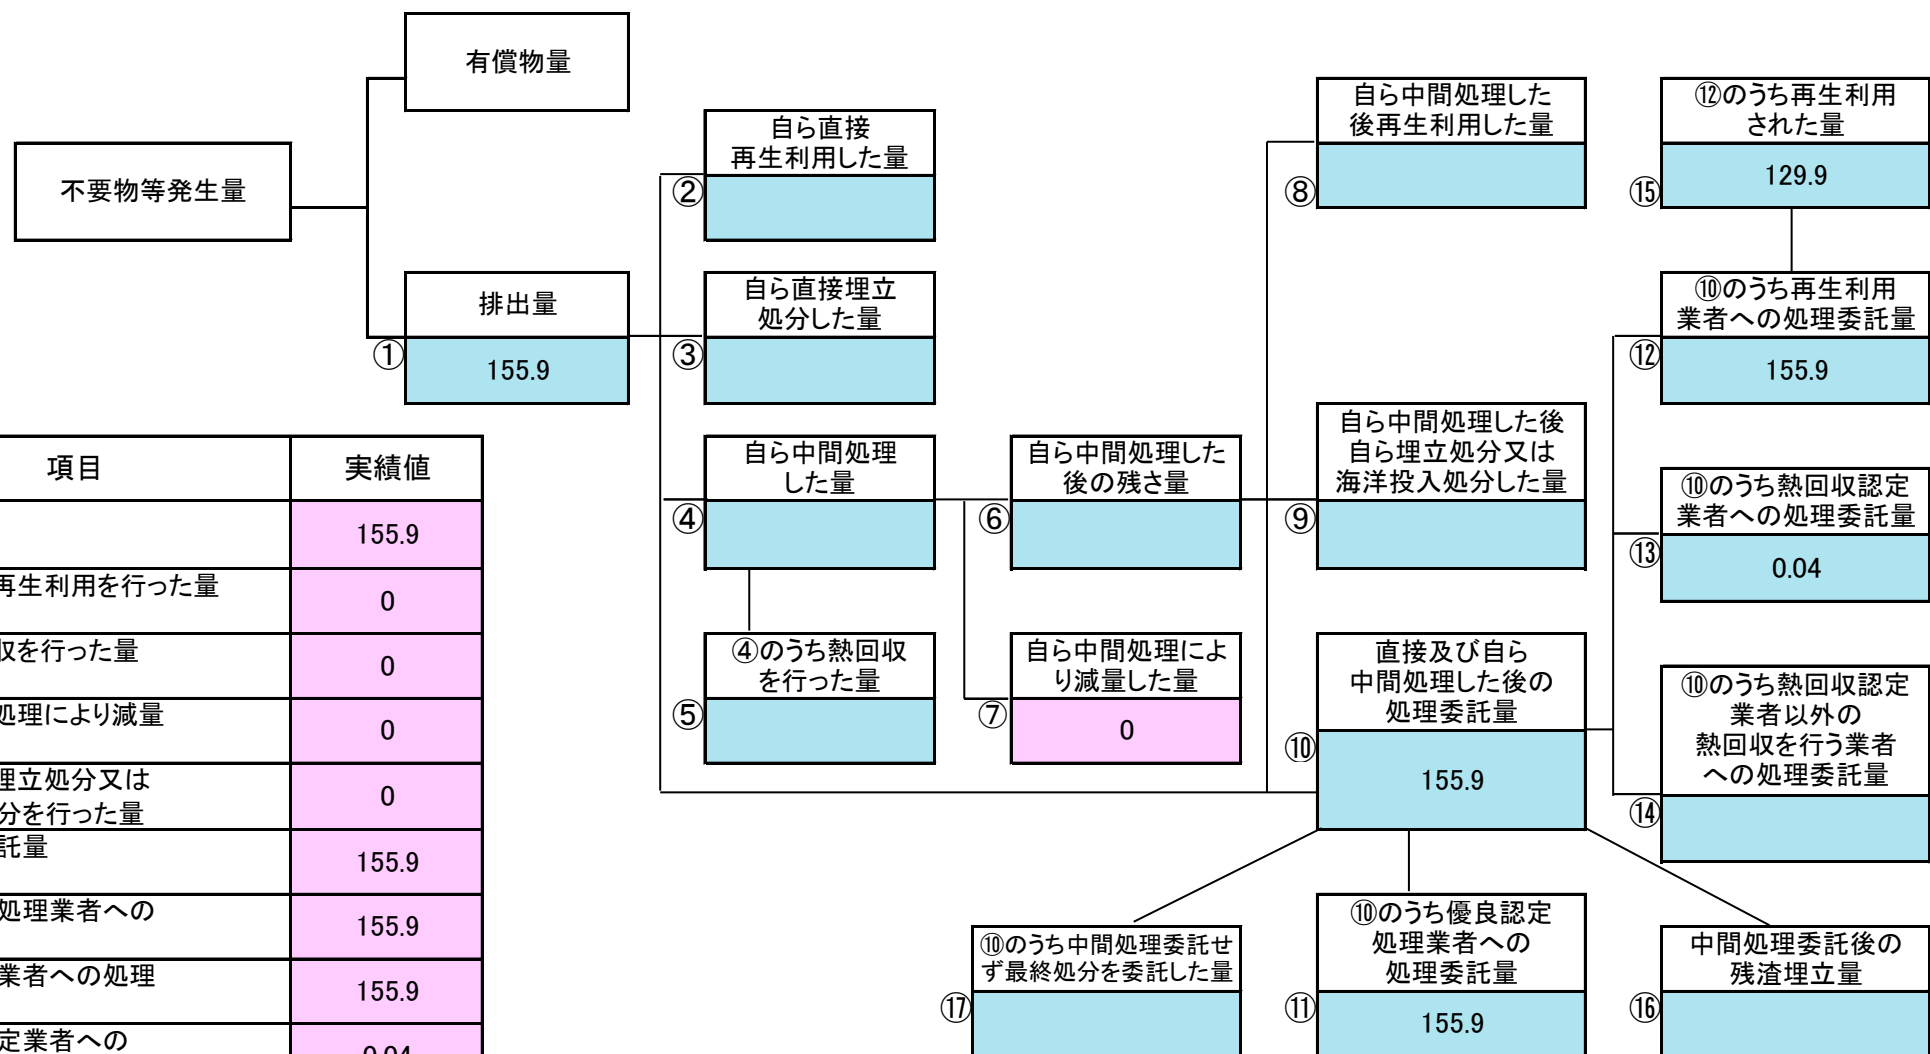 有償物量
不要物等発生量
排出量
①
155.9
自ら直接
再生利用した量
②
自ら直接埋立
処分した量
③
自ら中間処理
した量
④
④のうち熱回収
を行った量
⑤
自ら中間処理した
後の残さ量
⑥
自ら中間処理によ
り減量した量
⑦
0
自ら中間処理した
後再生利用した量
⑧
自ら中間処理した後
自ら埋立処分又は
海洋投入処分した量
⑨
直接及び自ら
中間処理した後の
処理委託量
⑩
155.9
⑫のうち再生利用
された量
⑮
129.9
⑩のうち再生利用
業者への処理委託量
⑫
155.9
⑩のうち熱回収認定
業者への処理委託量
⑬
0.04
⑩のうち熱回収認定
業者以外の
熱回収を行う業者
への処理委託量
⑭
⑩のうち中間処理委託せ
ず最終処分を委託した量
⑰
⑩のうち優良認定
処理業者への
処理委託量
⑪
155.9
中間処理委託後の
残渣埋立量
⑯
項目
実績値
155.9
再生利用を行った量
0
収を行った量
0
処理により減量
0
埋立処分又は
分を行った量
0
託量
155.9
処理業者への
155.9
業者への処理
155.9
定業者への
0.04